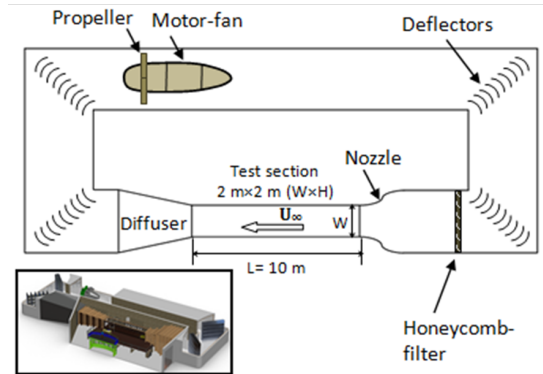 Propeller
Motor-fan
Deflectors
Test section
2 m×2 m (W×H)
Nozzle
Diffuser
U∞
W
L= 10 m
Honeycomb-
filter